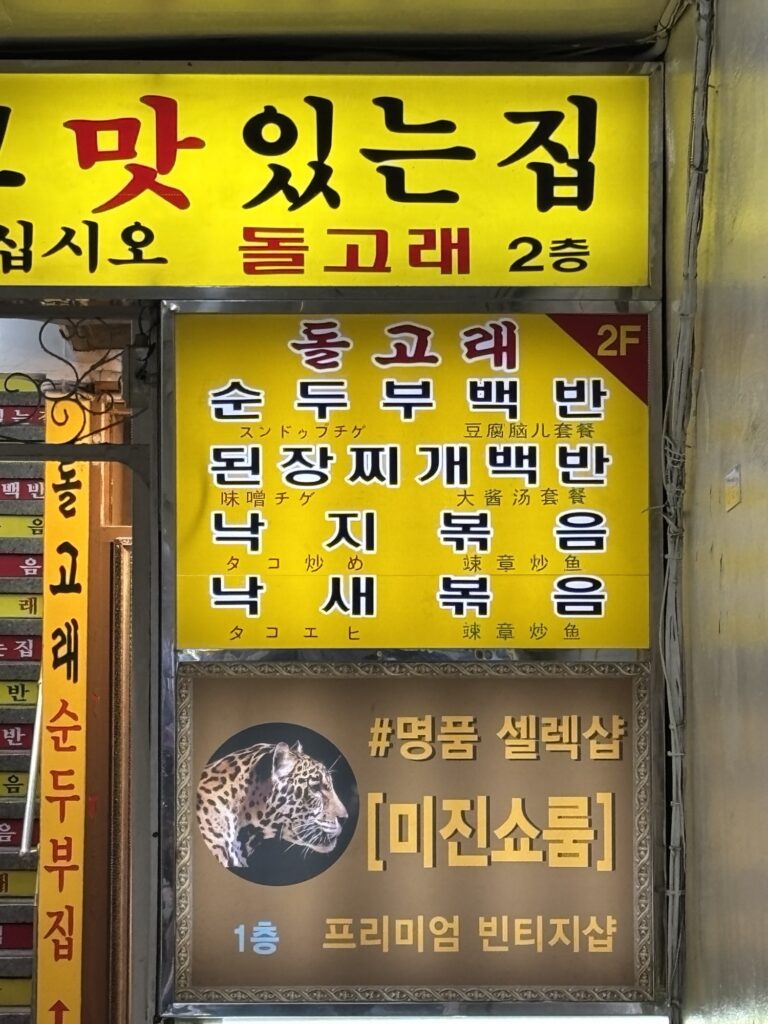 맛있는집
십시오 돌고래 2층
돌고래 2F
순두부백반
スンドゥブチゲ 豆腐脑儿套餐
된장찌개백반
味噌チゲ 大酱汤套餐
낙지볶음
タコ炒め 竦章炒鱼
낙새볶음
タコエヒ 竦章炒鱼
돌고래 순두부집 ↑
#명품 셀렉샵
[미진쇼룸]
1층 프리미엄 빈티지샵